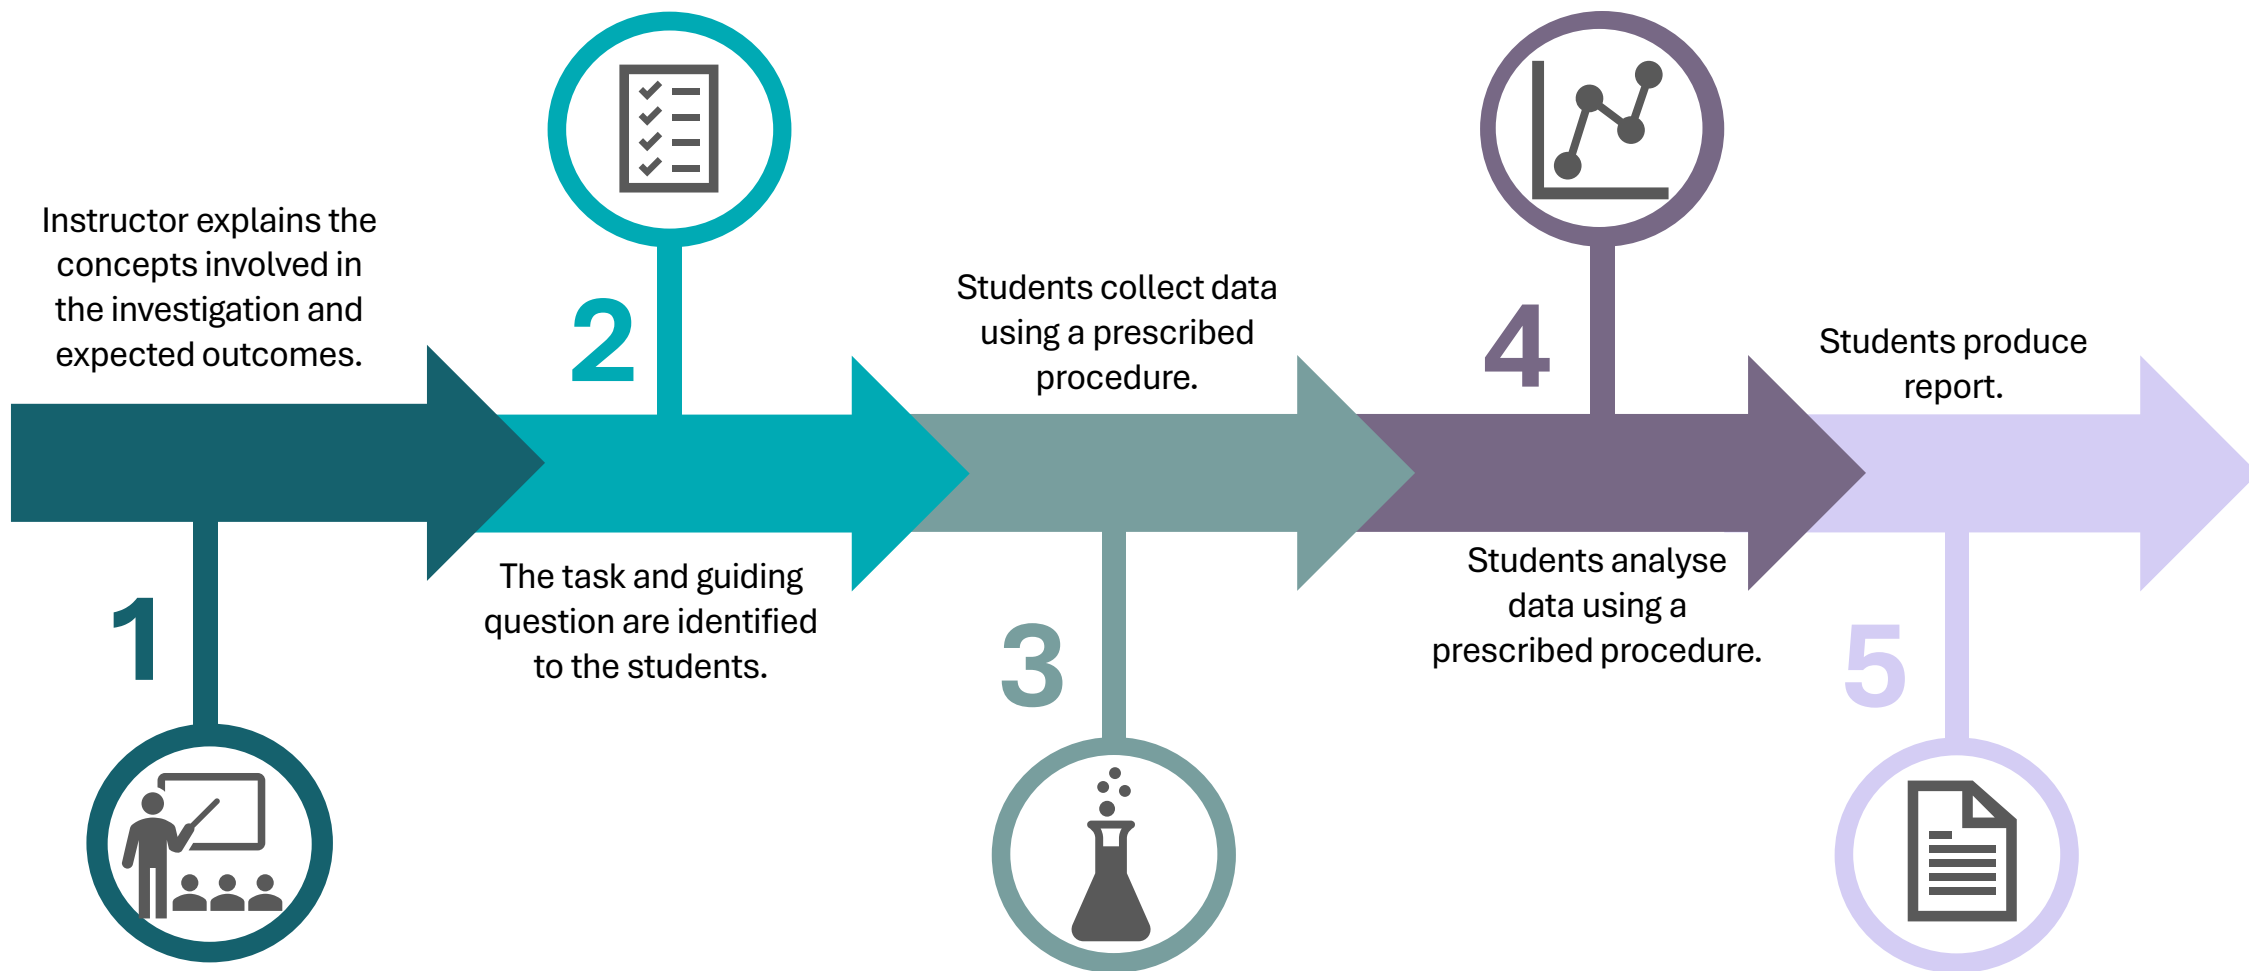 1
Instructor explains the
concepts involved in
the investigation and
expected outcomes.
2
The task and guiding
question are identified
to the students.
3
Students collect data
using a prescribed
procedure.
4
Students analyse
data using a
prescribed procedure.
5
Students produce
report.